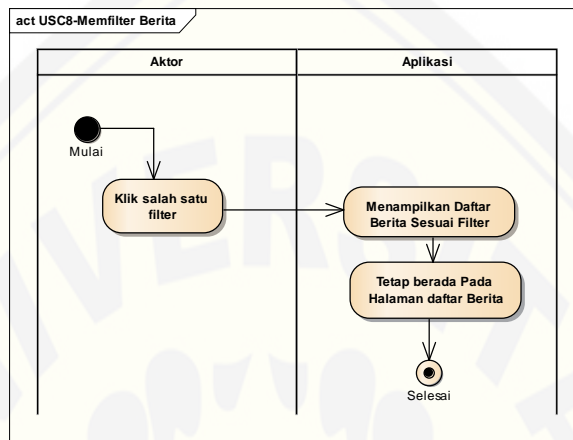 act USC8-Memfilter Berita
Aktor
Aplikasi
Mulai
Klik salah satu
filter
Menampilkan Daftar
Berita Sesuai Filter
Tetap berada Pada
Halaman daftar Berita
Selesai